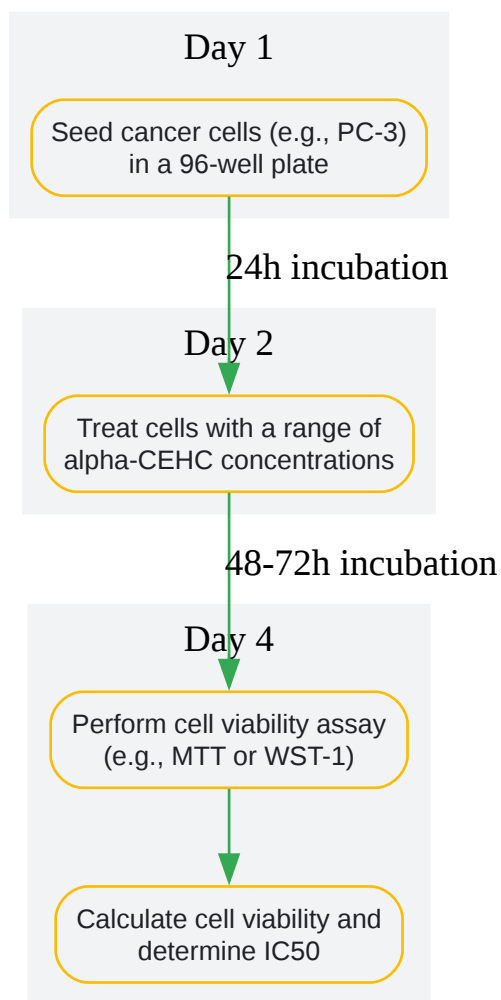 Day 1
Seed cancer cells (e.g., PC-3)
in a 96-well plate
24h incubation
Day 2
Treat cells with a range of
alpha-CEHC concentrations
48-72h incubation
Day 4
Perform cell viability assay
(e.g., MTT or WST-1)
Calculate cell viability and
determine IC50